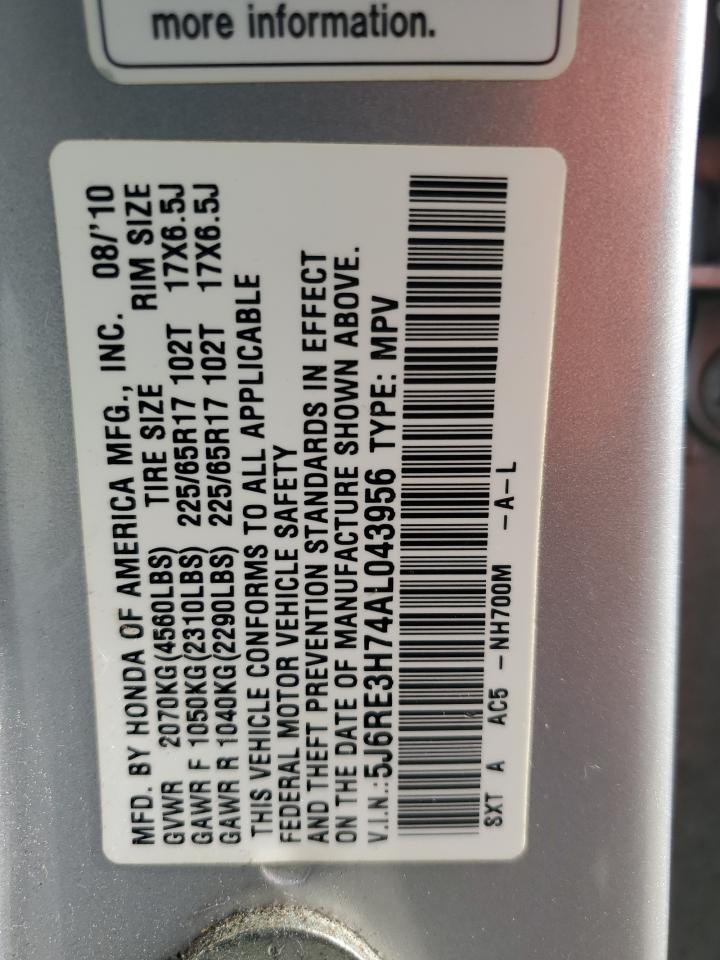 more information.
MFD. BY HONDA OF AMERICA MFG., INC. 08/'10
GVWR 2070KG(4560LBS) TIRE SIZE RIM SIZE
GAWR F 1050KG(2310LBS) 225/65R17 102T 17X6.5J
GAWR R 1040KG(2290LBS) 225/65R17 102T 17X6.5J
THIS VEHICLE CONFORMS TO ALL APPLICABLE
FEDERAL MOTOR VEHICLE SAFETY
AND THEFT PREVENTION STANDARDS IN EFFECT
ON THE DATE OF MANUFACTURE SHOWN ABOVE.
V.I.N.:5J6RE3H74AL043956 TYPE: MPV
SXT A AC5 -NH700M -A-L